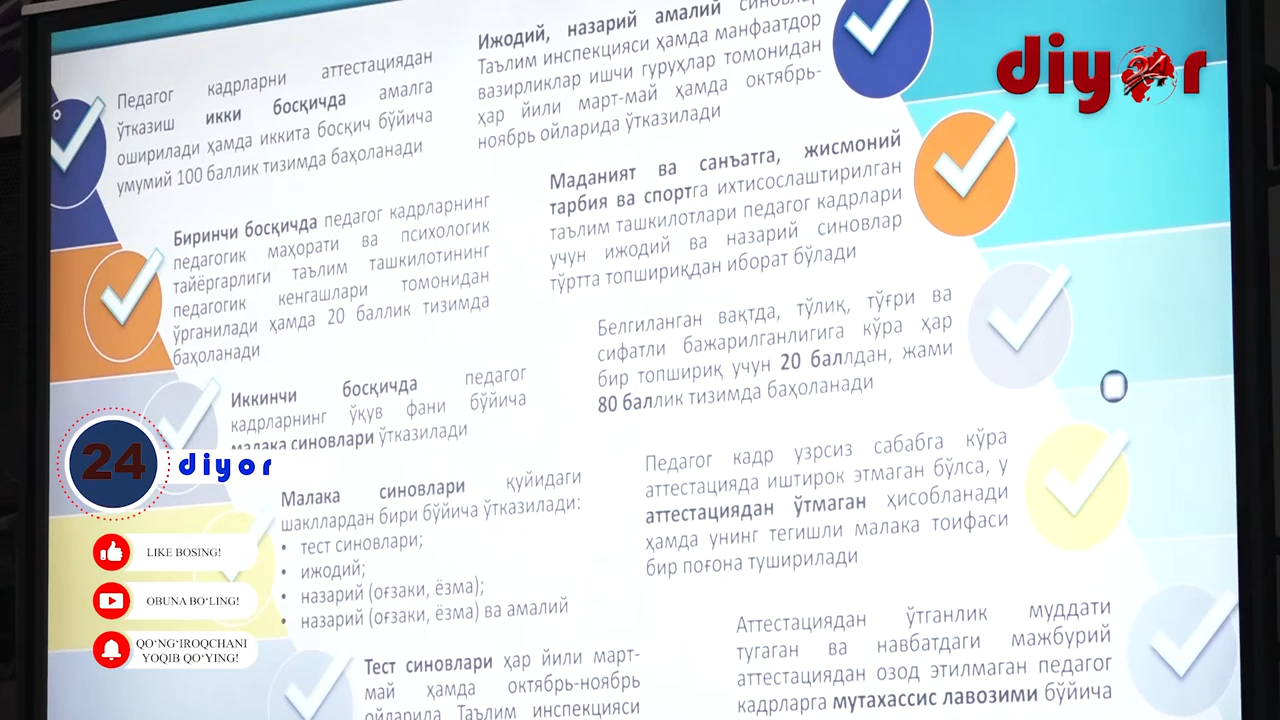 Педагог кадрларни аттестациядан
ўтказиш икки босқичда амалга
оширилади ҳамда иккита босқич бўйича
умумий 100 баллик тизимда баҳоланади
Биринчи босқичда педагог кадрларнинг
педагогик маҳорати ва психологик
тайёргарлиги таълим ташкилотининг
педагогик кенгашлари томонидан
ўрганилади ҳамда 20 баллик тизимда
баҳоланади
Иккинчи босқичда педагог
кадрларнинг ўқув фани бўйича
малака синовлари ўтказилади
Малака синовлари қуйидаги
шакллардан бири бўйича ўтказилади:
• тест синовлари;
• ижодий;
• назарий (оғзаки, ёзма);
• назарий (оғзаки, ёзма) ва амалий
Тест синовлари ҳар йили март-
май ҳамда октябрь-ноябрь
ойларида Таълим инспекцияси
Ижодий, назарий амалий синовлар
Таълим инспекцияси ҳамда манфаатдор
вазирликлар ишчи гуруҳлар томонидан
ҳар йили март-май ҳамда октябрь-
ноябрь ойларида ўтказилади
Маданият ва санъатга, жисмоний
тарбия ва спортга ихтисослаштирилган
таълим ташкилотлари педагог кадрлари
учун ижодий ва назарий синовлар
тўртта топшириқдан иборат бўлади
Белгиланган вақтда, тўлиқ, тўғри ва
сифатли бажарилганлигига кўра ҳар
бир топшириқ учун 20 баллдан, жами
80 баллик тизимда баҳоланади
Педагог кадр узрсиз сабабга кўра
аттестацияда иштирок этмаган бўлса, у
аттестациядан ўтмаган ҳисобланади
ҳамда унинг тегишли малака тоифаси
бир поғона туширилади
Аттестациядан ўтганлик муддати
тугаган ва навбатдаги мажбурий
аттестациядан озод этилмаган педагог
кадрларга мутахассис лавозими бўйича
diyor
24
24
diyor
LIKE BOSING!
OBUNA BO‘LING!
QO‘NG‘IROQCHANI
YOQIB QO‘YING!